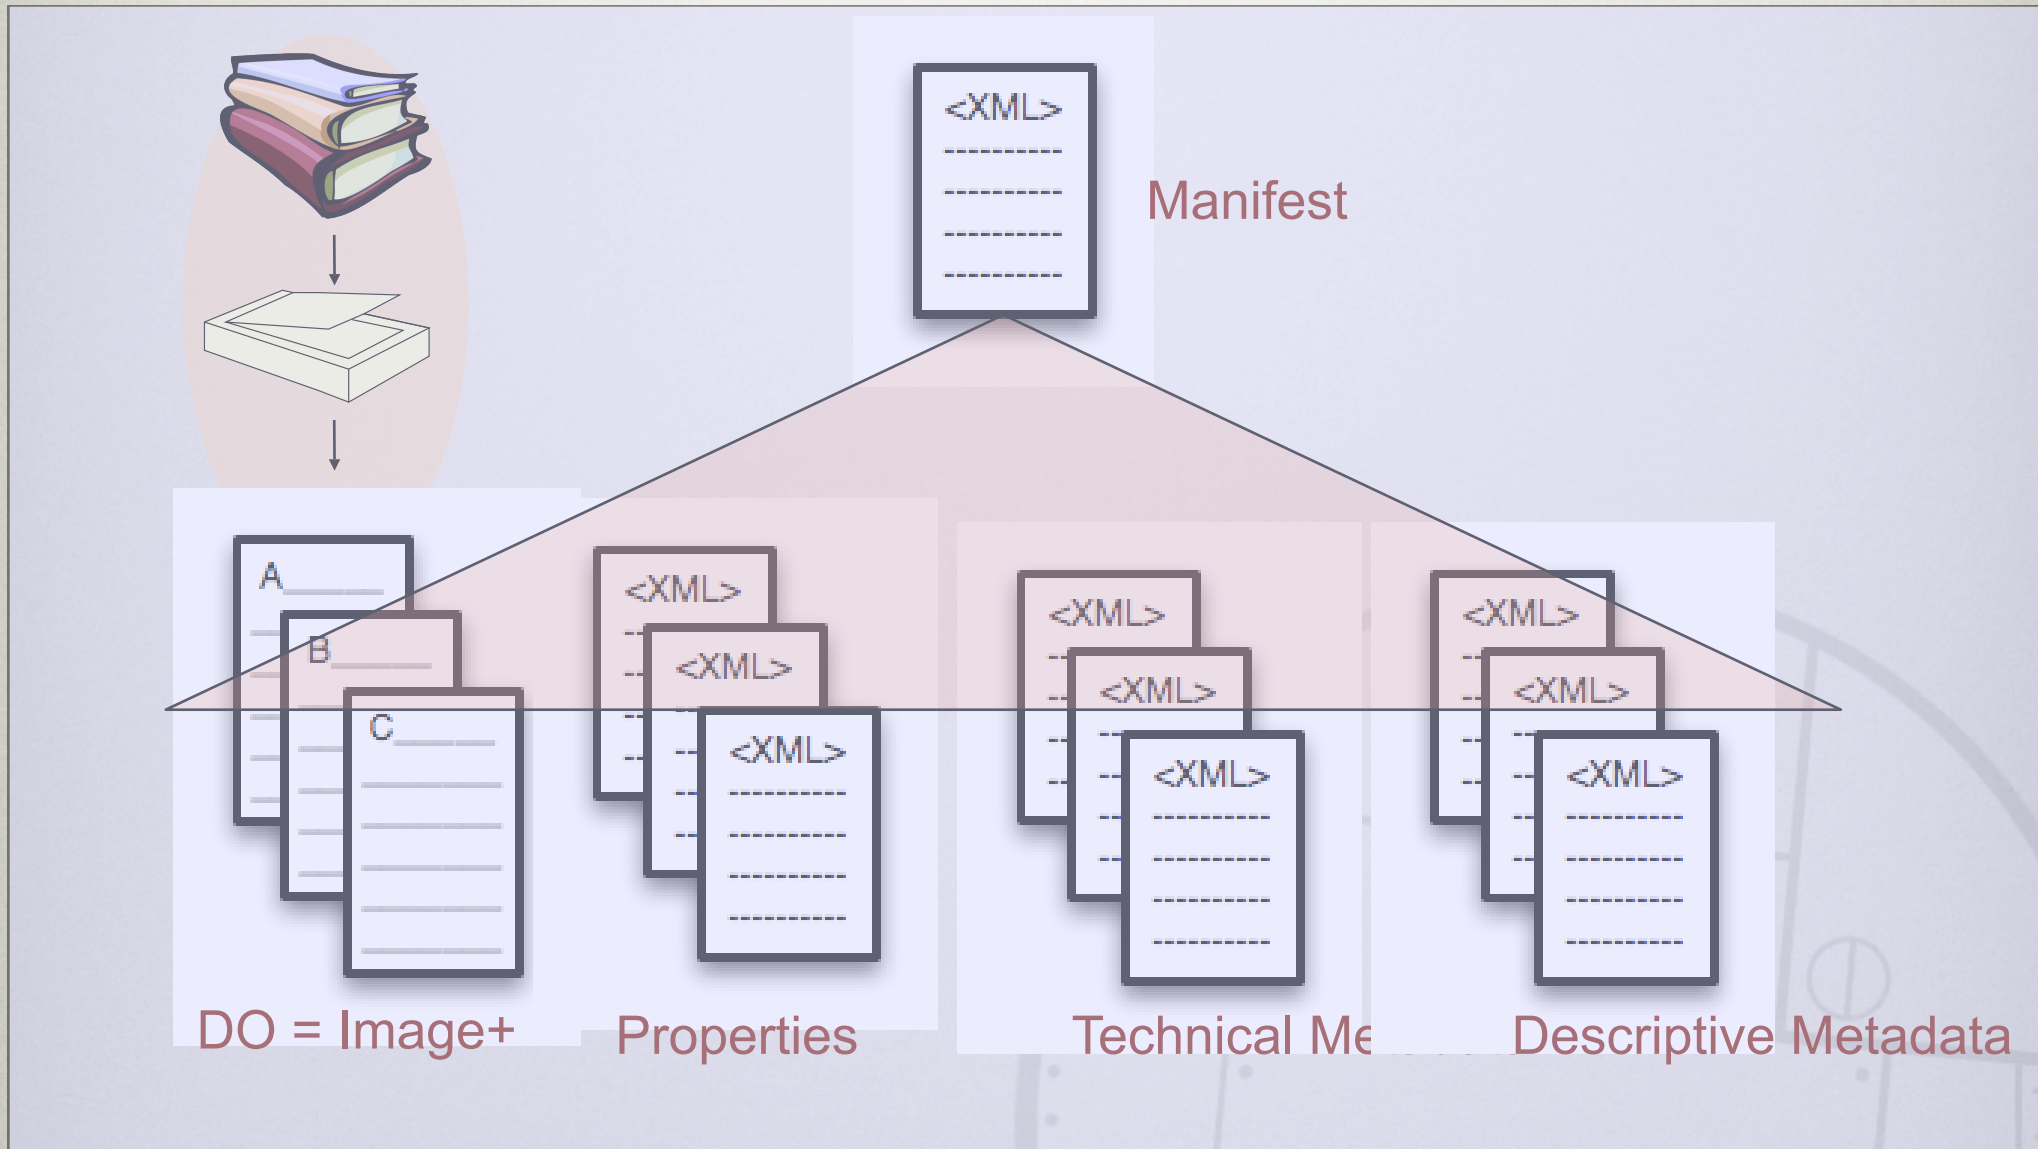 <XML>
Manifest
A
B
C
<XML>
<XML>
<XML>
<XML>
<XML>
<XML>
<XML>
<XML>
<XML>
DO = Image+
Properties
Technical
Descriptive Metadata